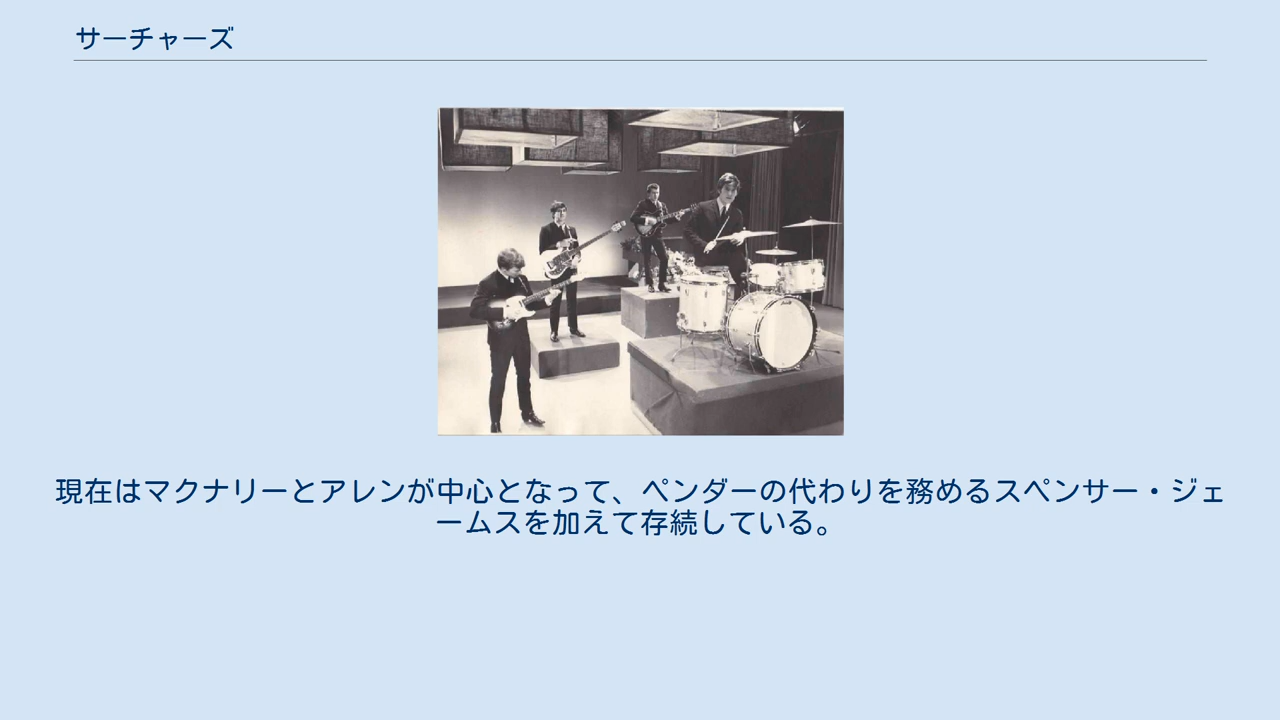 サーチャーズ
現在はマクナリーとアレンが中心となって、ペンダーの代わりを務めるスペンサー・ジェ
ームスを加えて存続している。